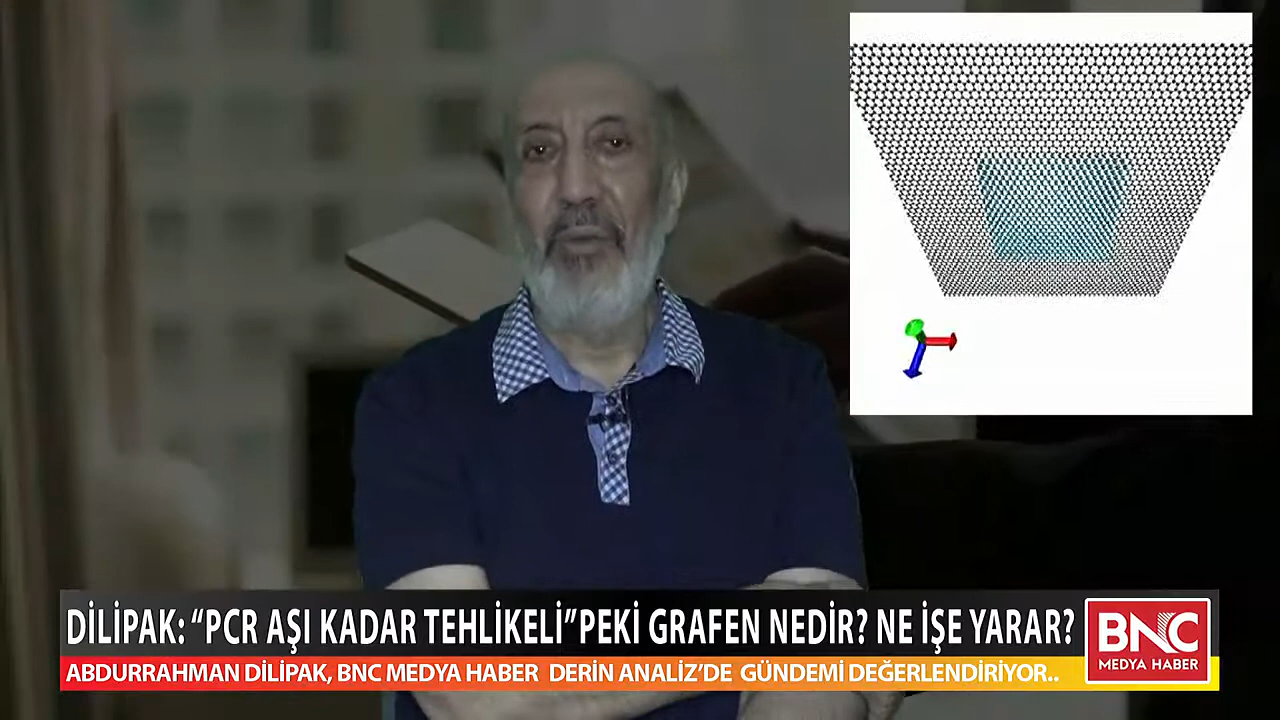 DİLİPAK: “PCR AŞI KADAR TEHLİKELİ”PEKİ GRAFEN NEDİR? NE İŞE YARAR?
ABDURRAHMAN DİLİPAK, BNC MEDYA HABER DERİN ANALİZ’DE GÜNDEMİ DEĞERLENDİRİYOR..
BNC
MEDYA HABER